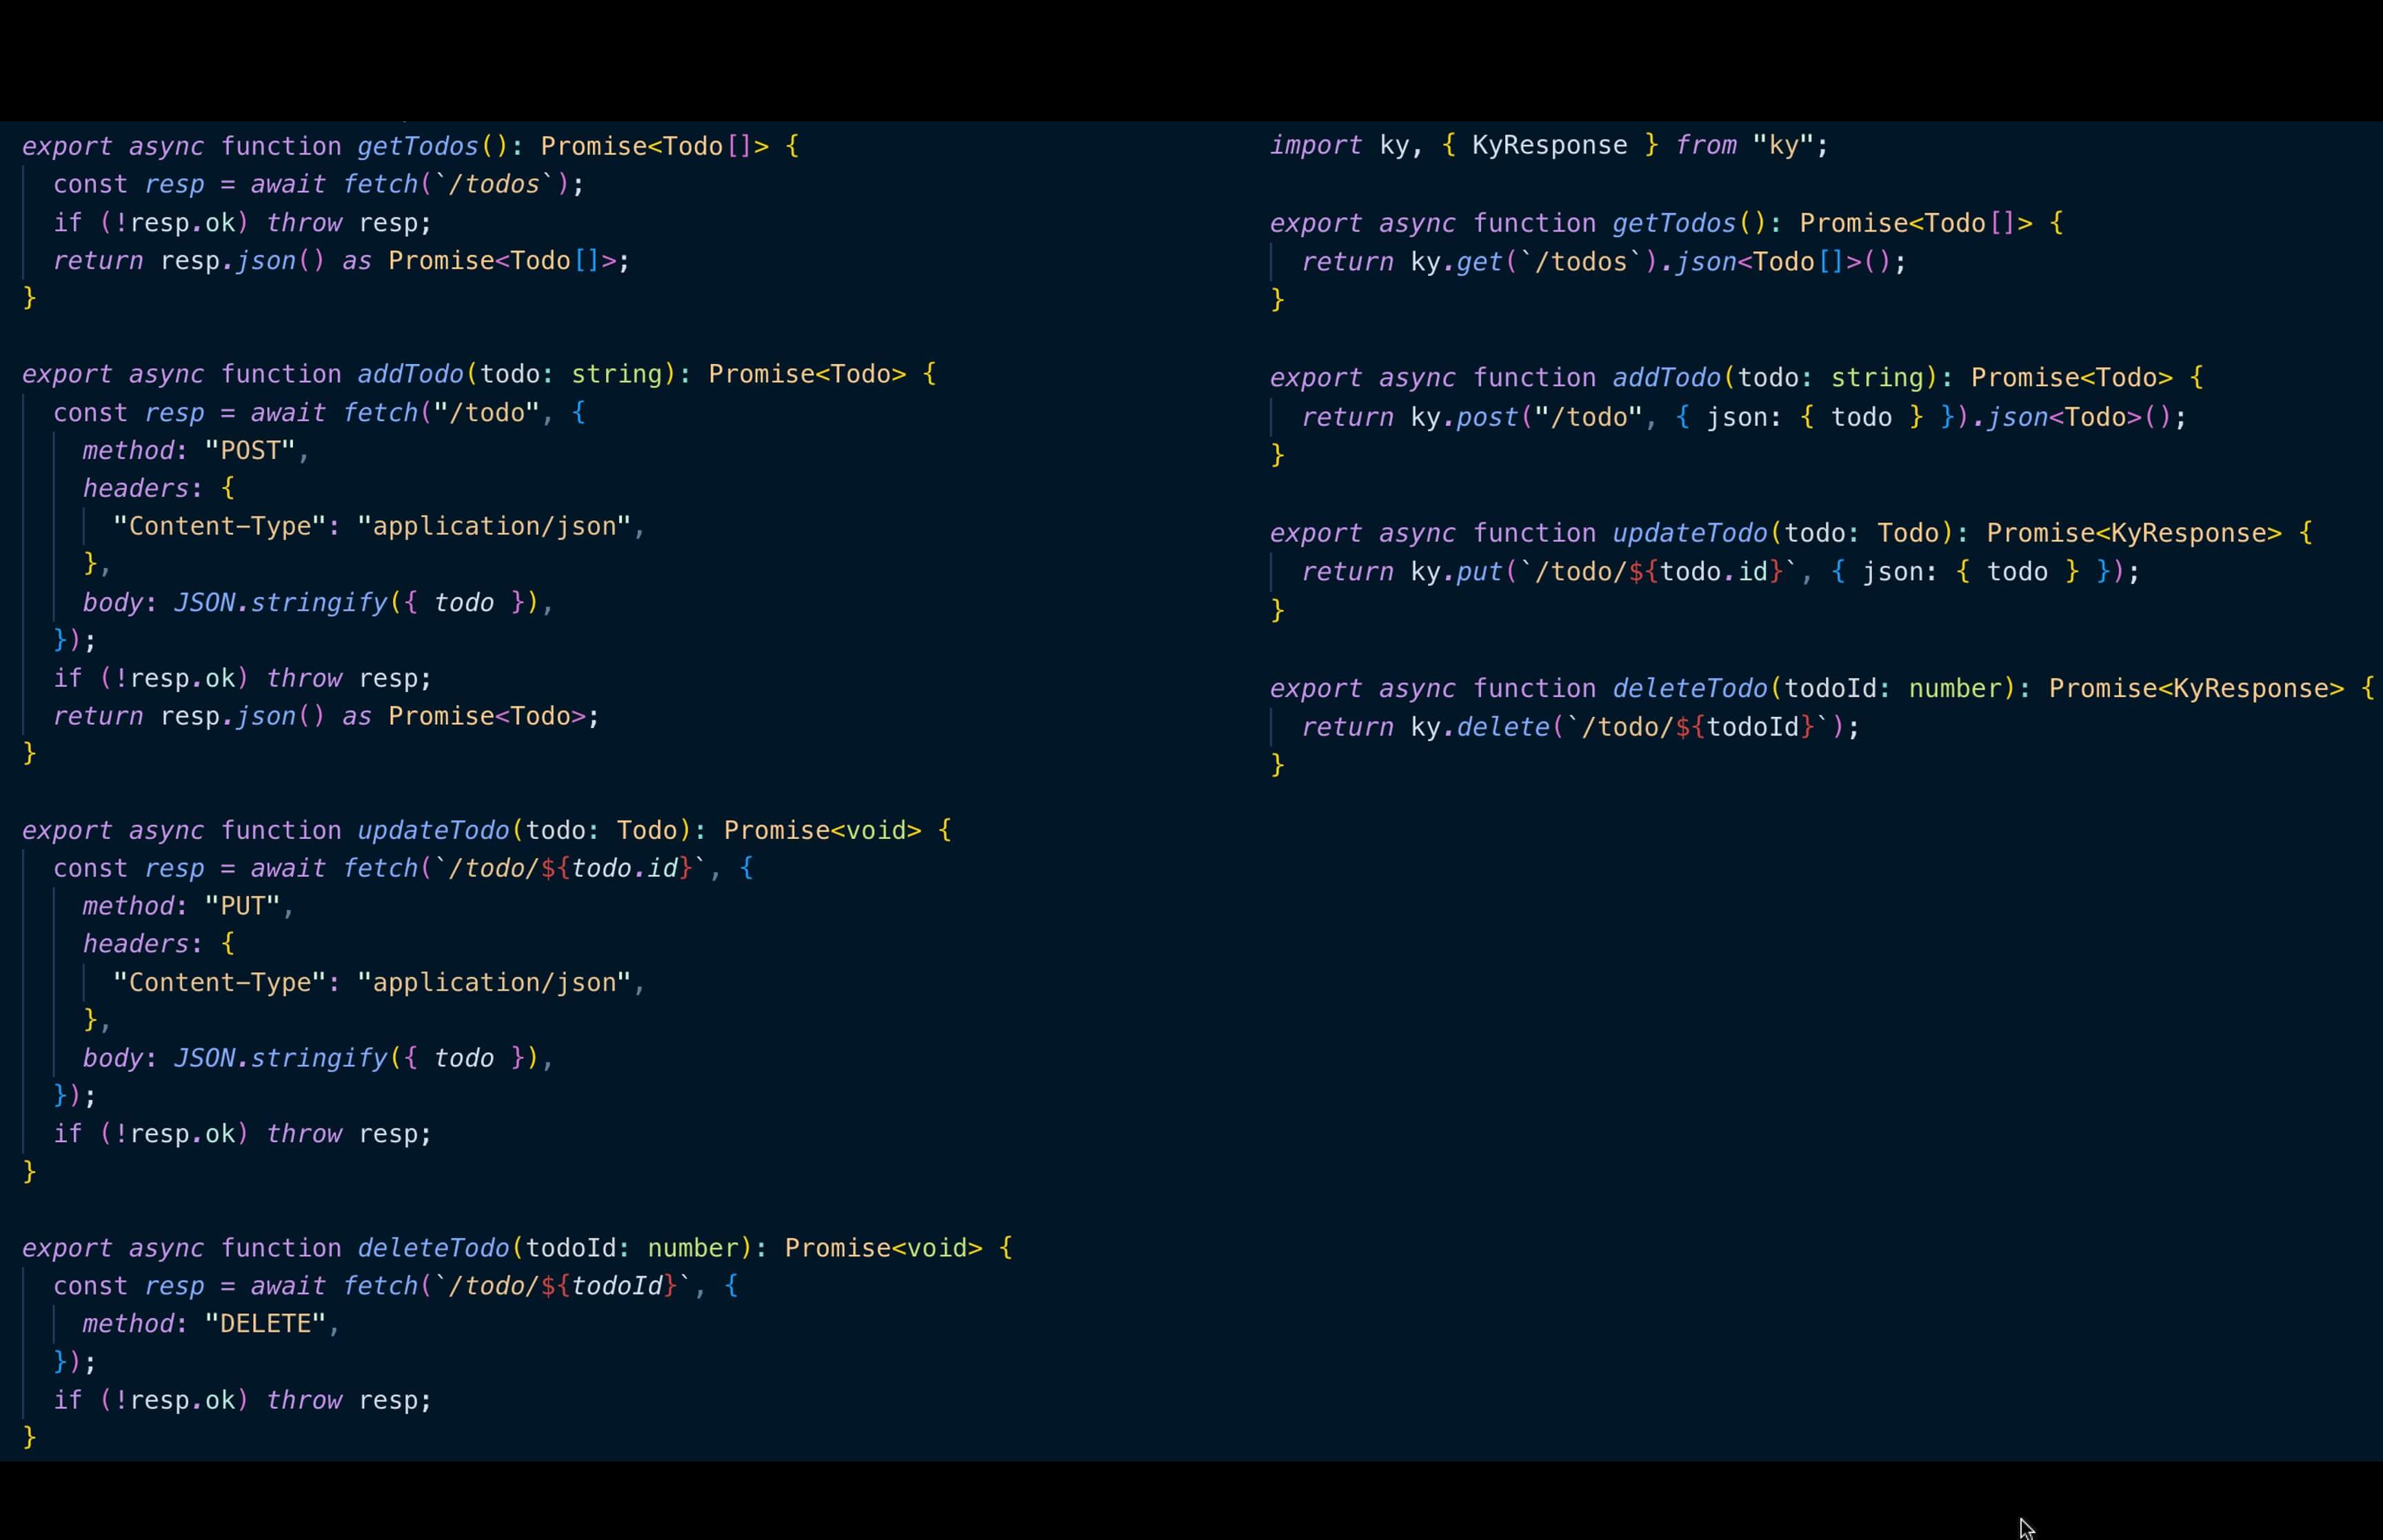 export async function getTodos(): Promise<Todo[]> {
  const resp = await fetch(`/todos`);
  if (!resp.ok) throw resp;
  return resp.json() as Promise<Todo[]>;
}

export async function addTodo(todo: string): Promise<Todo> {
  const resp = await fetch("/todo", {
    method: "POST",
    headers: {
      "Content-Type": "application/json",
    },
    body: JSON.stringify({ todo }),
  });
  if (!resp.ok) throw resp;
  return resp.json() as Promise<Todo>;
}

export async function updateTodo(todo: Todo): Promise<void> {
  const resp = await fetch(`/todo/${todo.id}`, {
    method: "PUT",
    headers: {
      "Content-Type": "application/json",
    },
    body: JSON.stringify({ todo }),
  });
  if (!resp.ok) throw resp;
}

export async function deleteTodo(todoId: number): Promise<void> {
  const resp = await fetch(`/todo/${todoId}`, {
    method: "DELETE",
  });
  if (!resp.ok) throw resp;
}

import ky, { KyResponse } from "ky";

export async function getTodos(): Promise<Todo[]> {
  return ky.get(`/todos`).json<Todo[]>();
}

export async function addTodo(todo: string): Promise<Todo> {
  return ky.post("/todo", { json: { todo } }).json<Todo>();
}

export async function updateTodo(todo: Todo): Promise<KyResponse> {
  return ky.put(`/todo/${todo.id}`, { json: { todo } });
}

export async function deleteTodo(todoId: number): Promise<KyResponse> {
  return ky.delete(`/todo/${todoId}`);
}